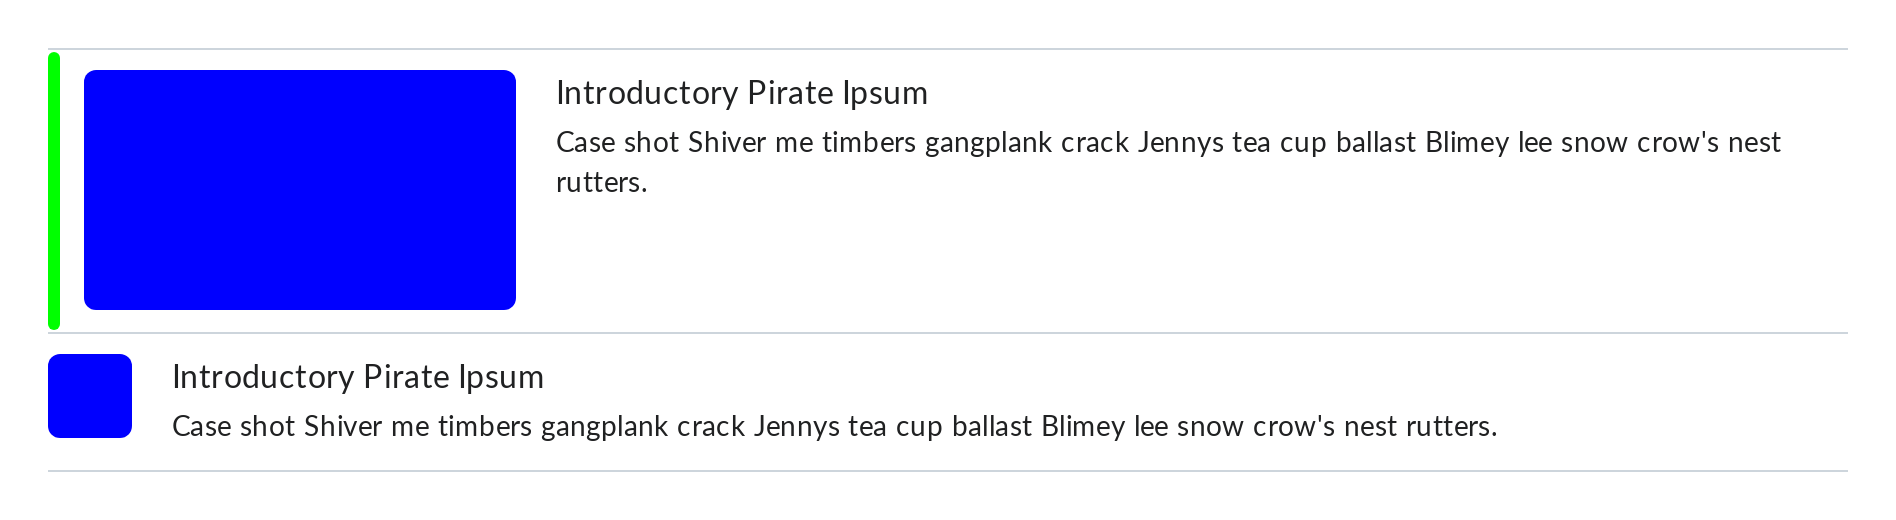 Introductory Pirate Ipsum
Case shot Shiver me timbers gangplank crack Jennys tea cup ballast Blimey lee snow crow's nest
rutters.
Introductory Pirate Ipsum
Case shot Shiver me timbers gangplank crack Jennys tea cup ballast Blimey lee snow crow's nest rutters.